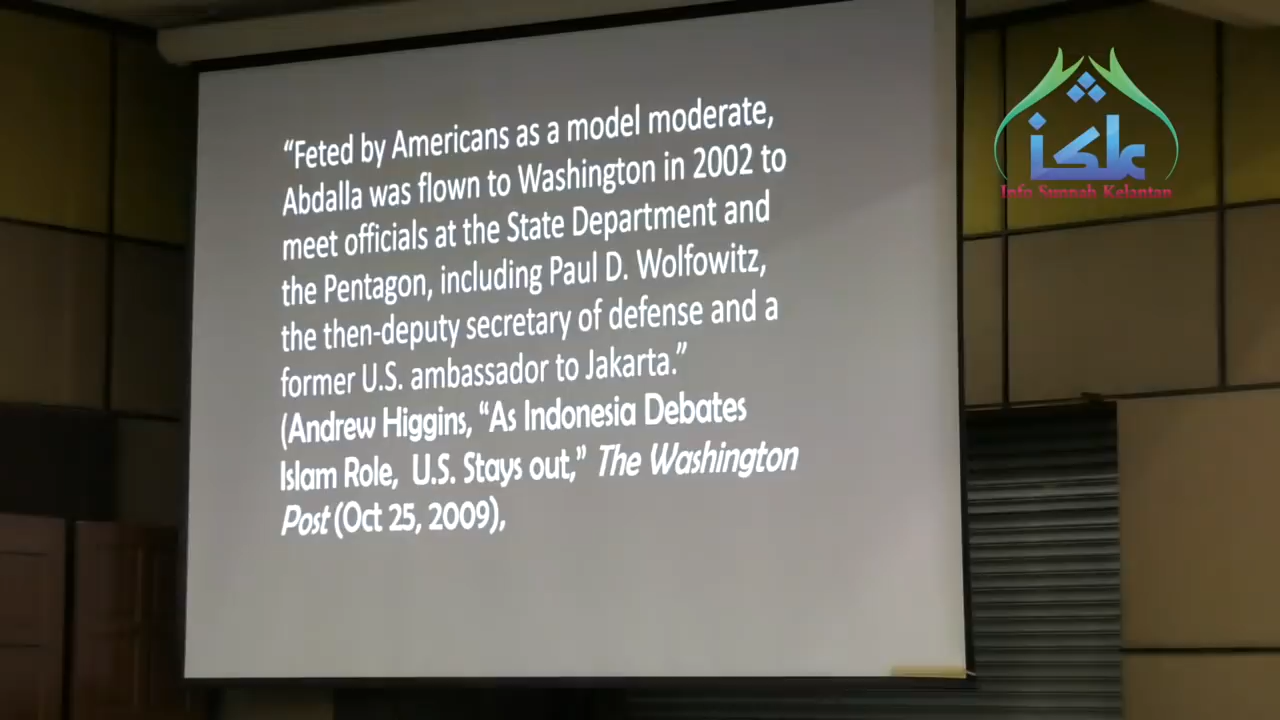 “Feted by Americans as a model moderate,
Abdalla was flown to Washington in 2002 to
meet officials at the State Department and
the Pentagon, including Paul D. Wolfowitz,
the then-deputy secretary of defense and a
former U.S. ambassador to Jakarta.”
(Andrew Higgins, “As Indonesia Debates
Islam Role, U.S. Stays out,” The Washington
Post (Oct 25, 2009),
Info Sunnah Kelantan